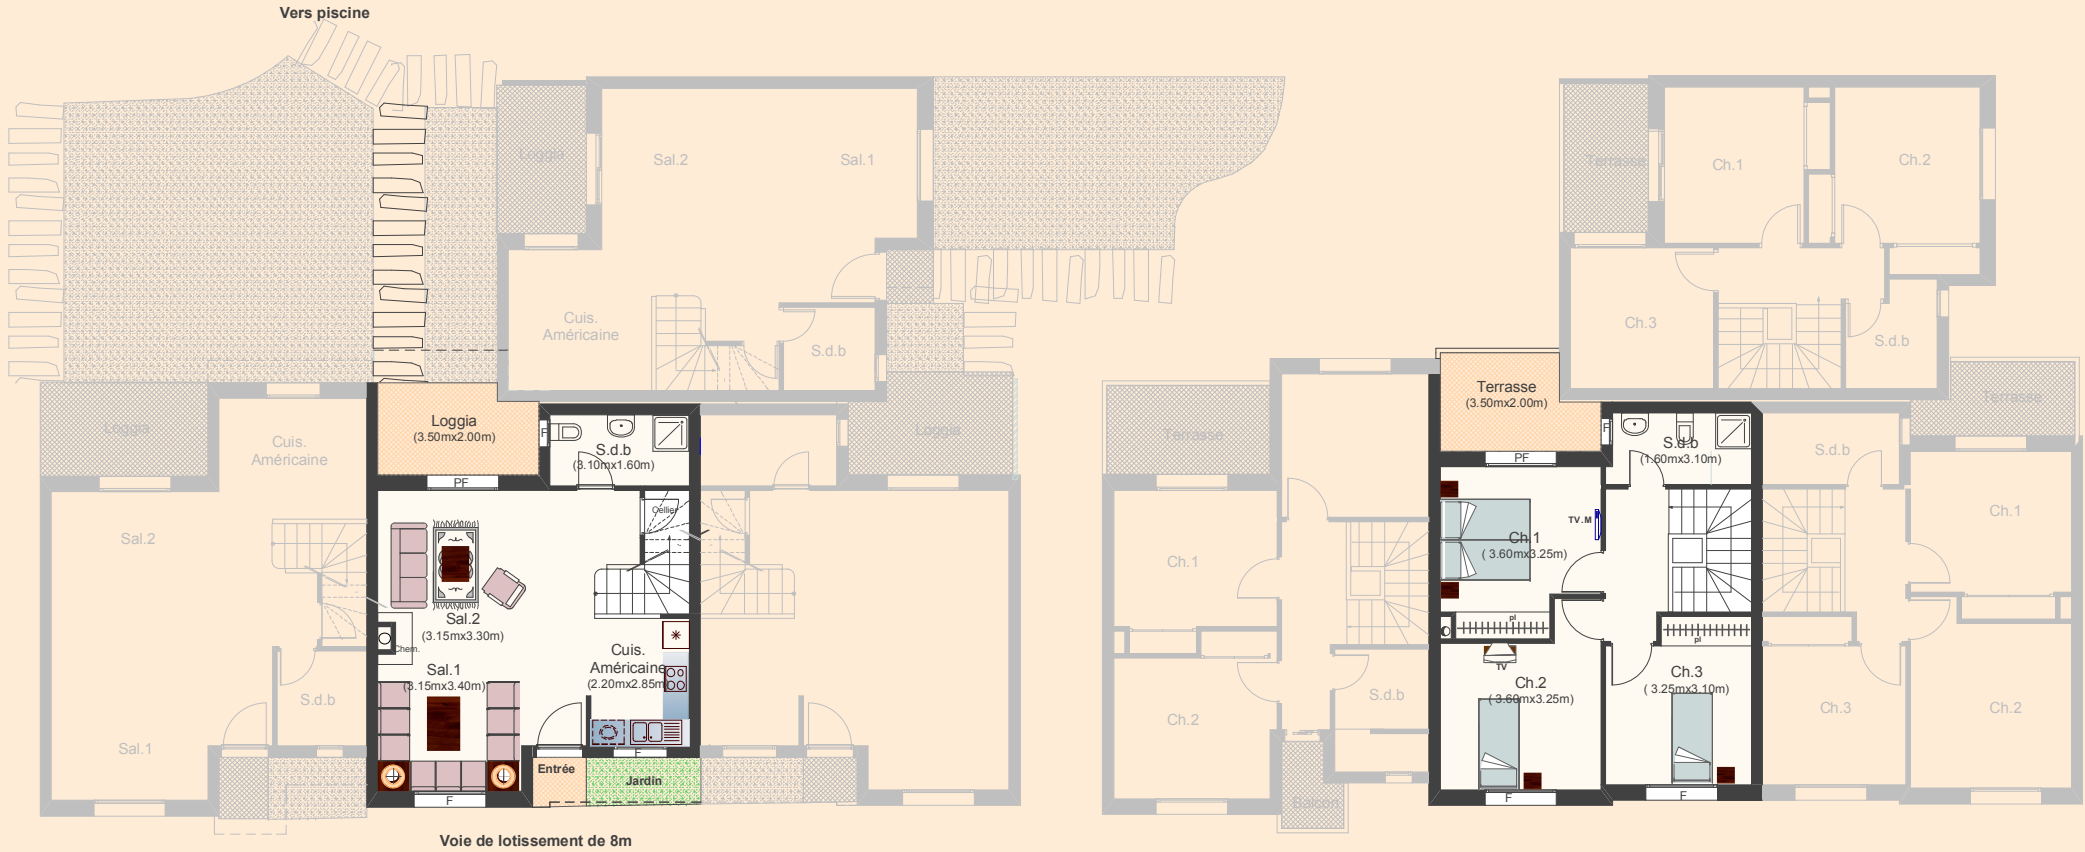 Vers piscine
Loggia
Sal.2
Sal.1
Cuis.
Américaine
S.d.b
Loggia
Cuis.
Américaine
Sal.2
Sal.1
S.d.b
Loggia
(3.50mx2.00m)
F
S.d.b
(3.10mx1.60m)
PF
Cellier
Sal.2
(3.15mx3.30m)
Chem.
Sal.1
(3.15mx3.40m)
Cuis.
Américaine
(2.20mx2.85m)
F
Entrée
Jardin
F
Voie de lotissement de 8m
Loggia
Terrasse
Ch.1
Ch.2
S.d.b
Balcon
Terrasse
Ch.1
Ch.2
Ch.3
S.d.b
Terrasse
(3.50mx2.00m)
F
S.d.b
(1.60mx3.10m)
PF
TV.M
Ch.1
( 3.60mx3.25m)
pl
pl
TV
Ch.2
( 3.60mx3.25m)
Ch.3
( 3.25mx3.10m)
F
F
Terrasse
S.d.b
Ch.1
Ch.3
Ch.2